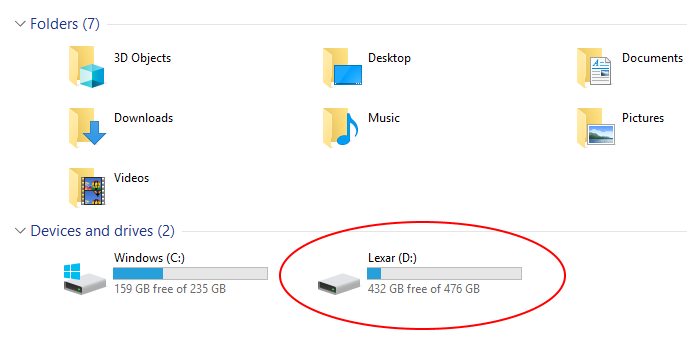 Folders (7)
3D Objects
Desktop
Documents
Downloads
Music
Pictures
Videos
Devices and drives (2)
Windows (C:)
159 GB free of 235 GB
Lexar (D:)
432 GB free of 476 GB